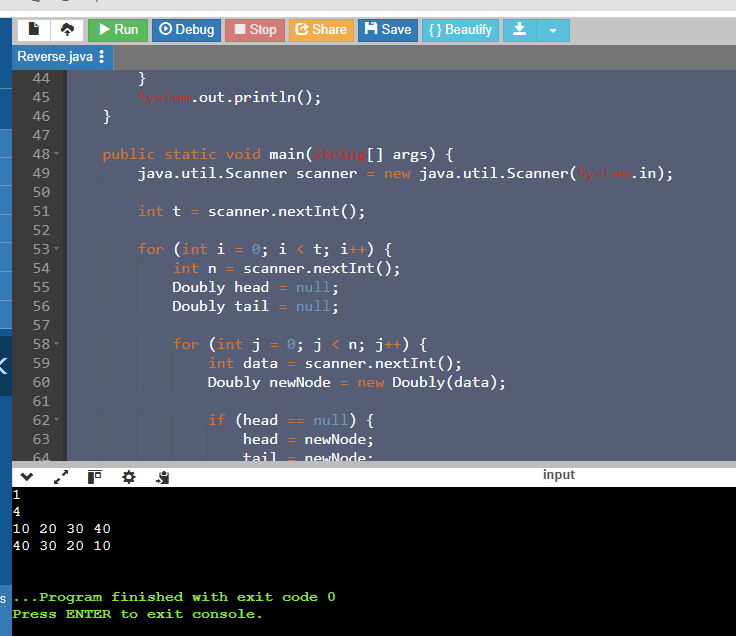 Run Debug Stop Share Save { } Beautify
Reverse.java
44 }
45 System.out.println();
46 }
47
48 public static void main(String[] args) {
49 java.util.Scanner scanner = new java.util.Scanner(System.in);
50
51 int t = scanner.nextInt();
52
53 for (int i = 0; i < t; i++) {
54 int n = scanner.nextInt();
55 Doubly head = null;
56 Doubly tail = null;
57
58 for (int j = 0; j < n; j++) {
59 int data = scanner.nextInt();
60 Doubly newNode = new Doubly(data);
61
62 if (head == null) {
63 head = newNode;
64 tail = newNode;
input
1
4
10 20 30 40
40 30 20 10
s ...Program finished with exit code 0
Press ENTER to exit console.